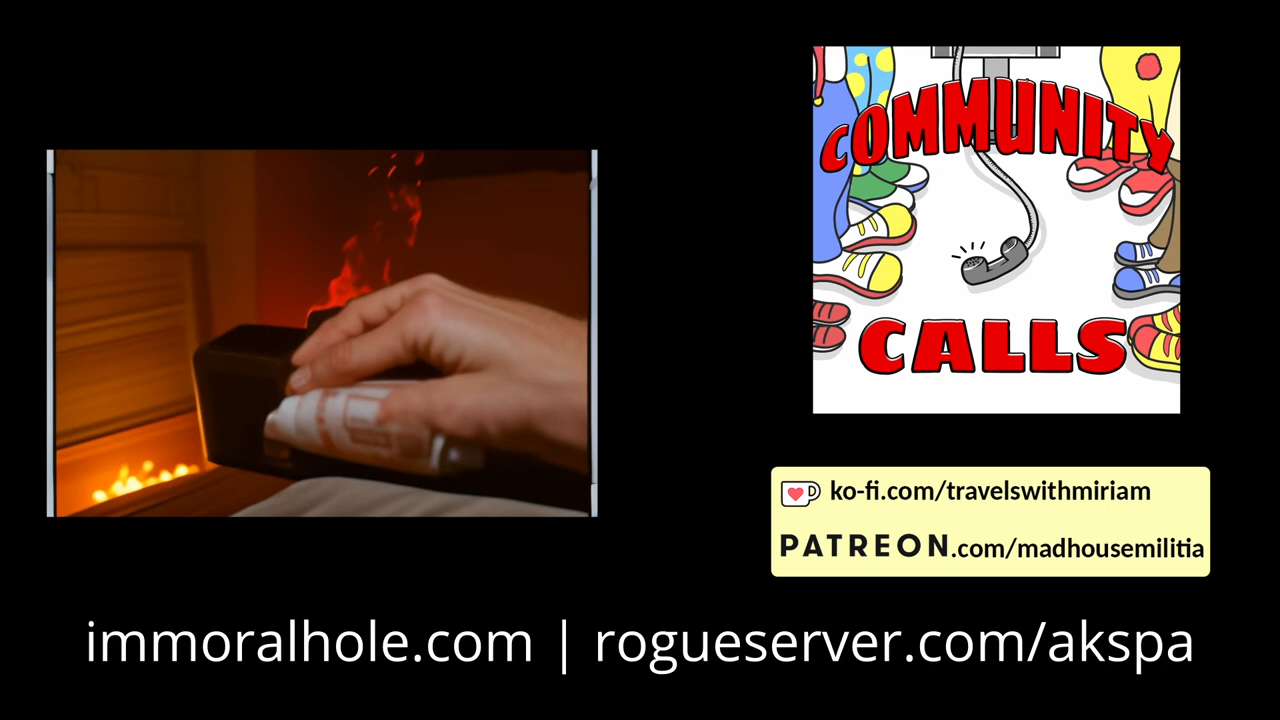 COMMUNITY
CALLS
ko-fi.com/travelswithmiriam
PATREON.com/madhousemilitia
immoralhole.com | rogueserver.com/akspa